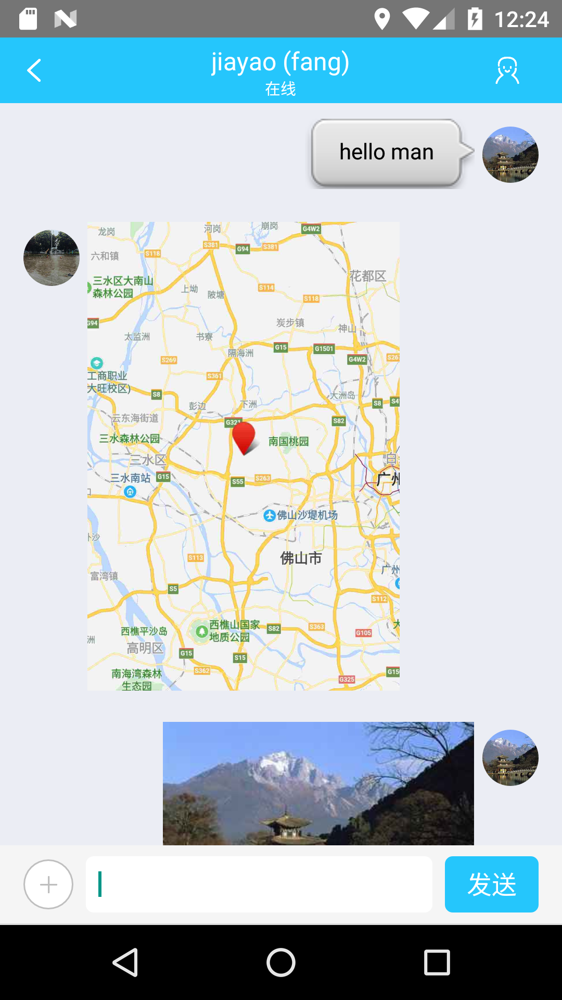 12:24
jiayao (fang)
在线
hello man
龙岗
河岗
崩岗
G4W2
S381
G94
S381
S118
六和镇
花都区
三水区大南山
森林公园
上坳
陂塘
S114
S118
G94
炭步镇
神山
太监洲
书寮
隔海洲
G15
G1501
G4W2
S267
S269
工商职业
大旺校区)
S361
S8
大洲岛
彭边
下洲
S8
S4
云东海街道
G321
S82
三水森林公园
南国桃园
三水区
白
三水南站
G15
S55
S263
广州
口
佛山沙堤机场
外沙
S113
佛山市
富湾镇
广州
S5
S112
西樵山国家
地质公园
西樵平沙岛
S82
S363
G105
大
洲
高明区
G15
S15
S362
南海湾森林
生态园
G325
G15
发送